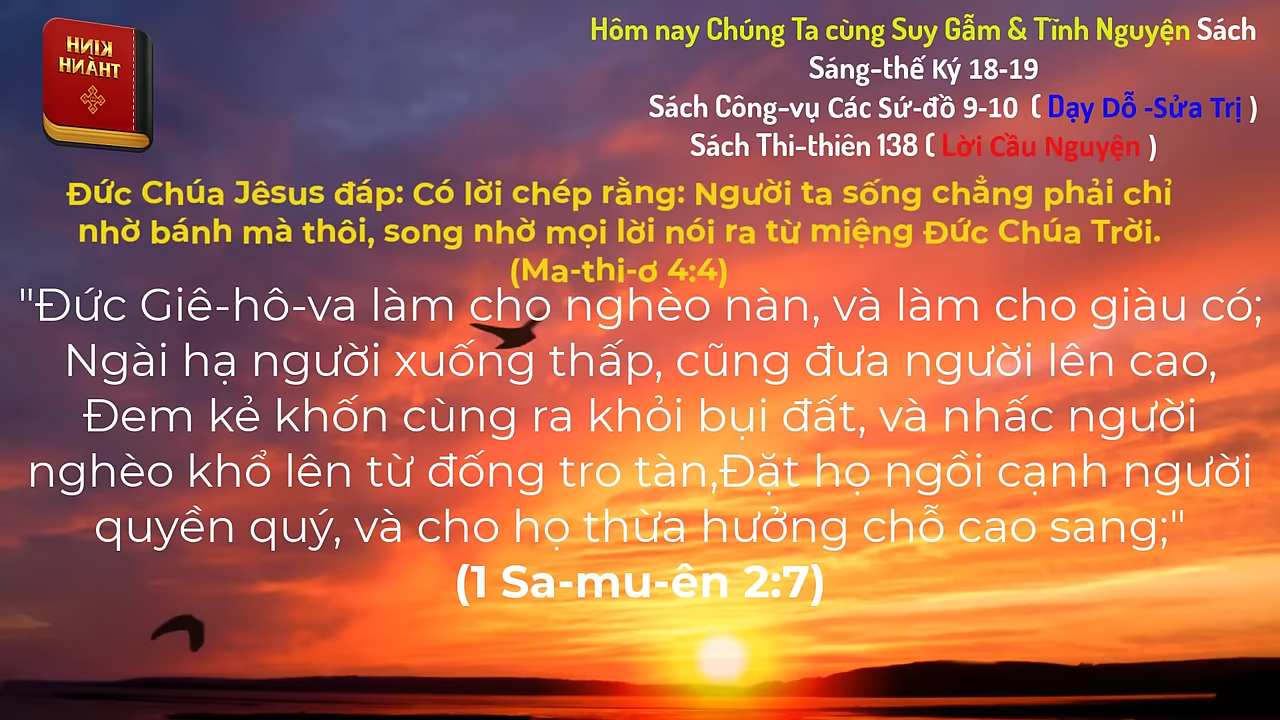 KINH
THÁNH
Hôm nay Chúng Ta cùng Suy Gẫm & Tĩnh Nguyện Sách
Sáng-thế Ký 18-19
Sách Công-vụ Các Sứ-đồ 9-10 ( Dạy Dỗ -Sửa Trị )
Sách Thi-thiên 138 ( Lời Cầu Nguyện )
Đức Chúa Jêsus đáp: Có lời chép rằng: Người ta sống chẳng phải chỉ
nhờ bánh mà thôi, song nhờ mọi lời nói ra từ miệng Đức Chúa Trời.
(Ma-thi-ơ 4:4)
"Đức Giê-hô-va làm cho nghèo nàn, và làm cho giàu có;
Ngài hạ người xuống thấp, cũng đưa người lên cao,
Đem kẻ khốn cùng ra khỏi bụi đất, và nhấc người
nghèo khổ lên từ đống tro tàn,Đặt họ ngồi cạnh người
quyền quý, và cho họ thừa hưởng chỗ cao sang;"
(1 Sa-mu-ên 2:7)